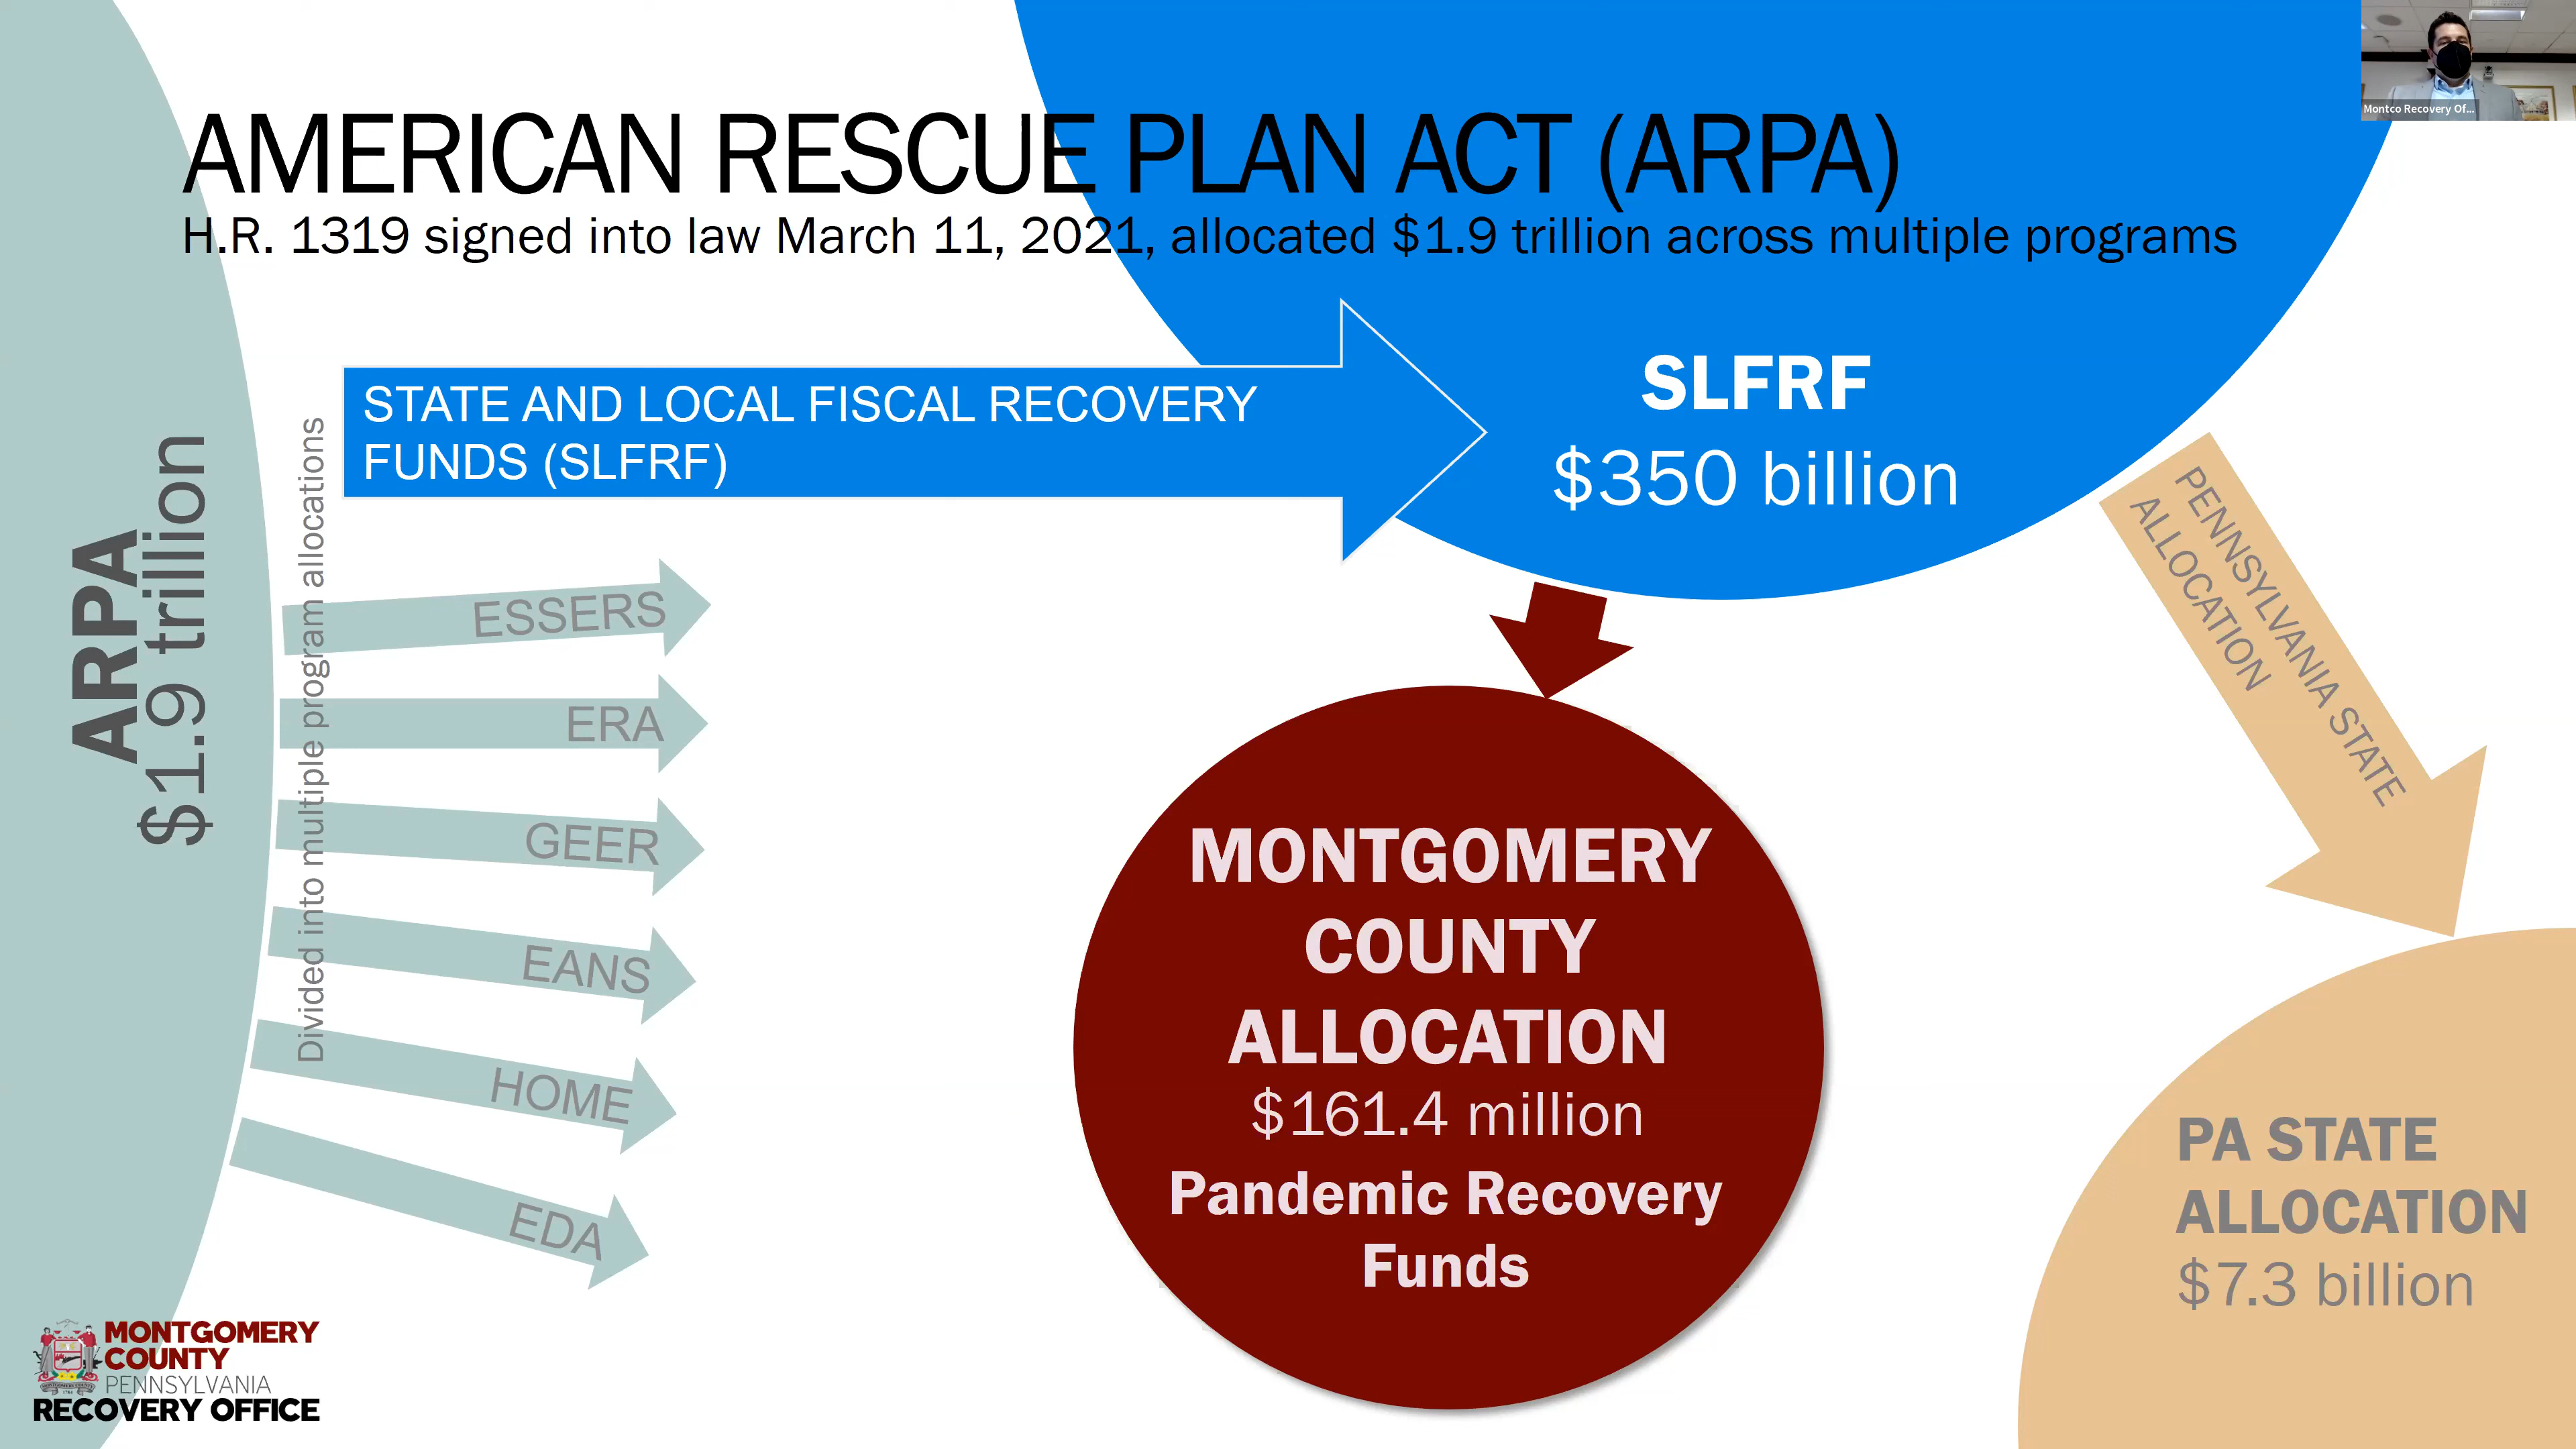 Montco Recovery Of...
AMERICAN RESCUE PLAN ACT (ARPA)
H.R. 1319 signed into law March 11, 2021, allocated $1.9 trillion across multiple programs
ARPA
$1.9 trillion
Divided into multiple program allocations
STATE AND LOCAL FISCAL RECOVERY
FUNDS (SLFRF)
SLFRF
$350 billion
ESSERS
ERA
GEER
EANS
HOME
EDA
PENNSYLVANIA STATE
ALLOCATION
MONTGOMERY
COUNTY
ALLOCATION
$161.4 million
Pandemic Recovery
Funds
PA STATE
ALLOCATION
$7.3 billion
MONTGOMERY
COUNTY
PENNSYLVANIA
RECOVERY OFFICE